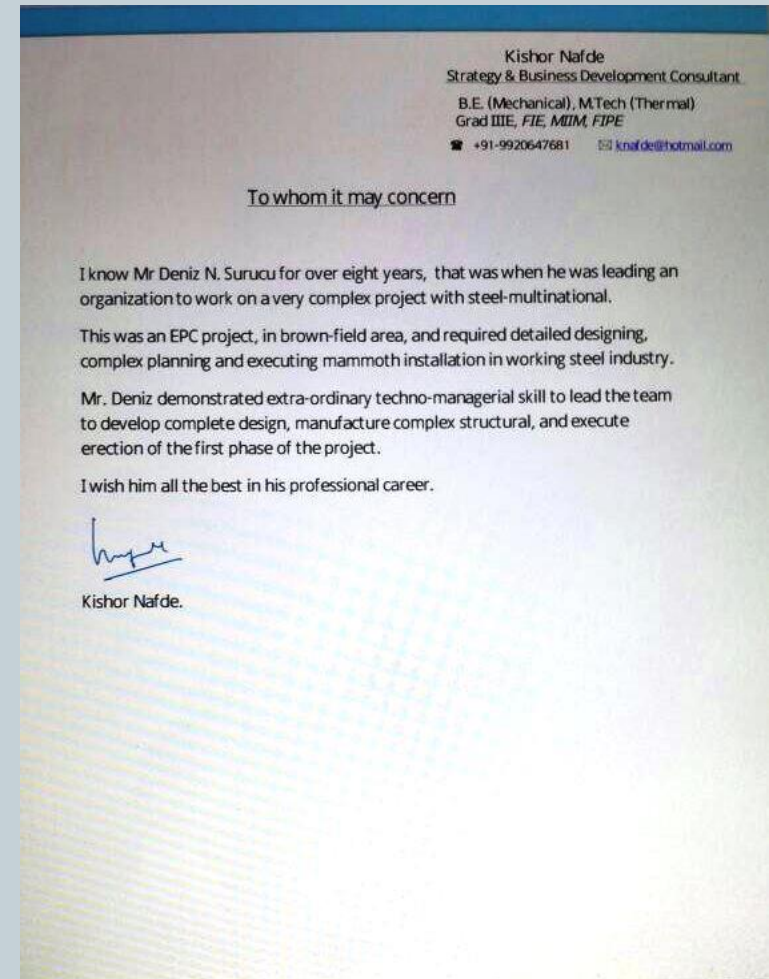 Kishor Nafde
Strategy & Business Development Consultant
B.E. (Mechanical), M.Tech (Thermal)
Grad IIIE, FIE, MIIM, FIPE
☎ +91-9920647681 ✉ knafde@hotmail.com
To whom it may concern
I know Mr Deniz N. Surucu for over eight years, that was when he was leading an
organization to work on a very complex project with steel-multinational.
This was an EPC project, in brown-field area, and required detailed designing,
complex planning and executing mammoth installation in working steel industry.
Mr. Deniz demonstrated extra-ordinary techno-managerial skill to lead the team
to develop complete design, manufacture complex structural, and execute
erection of the first phase of the project.
I wish him all the best in his professional career.
Kishor Nafde.